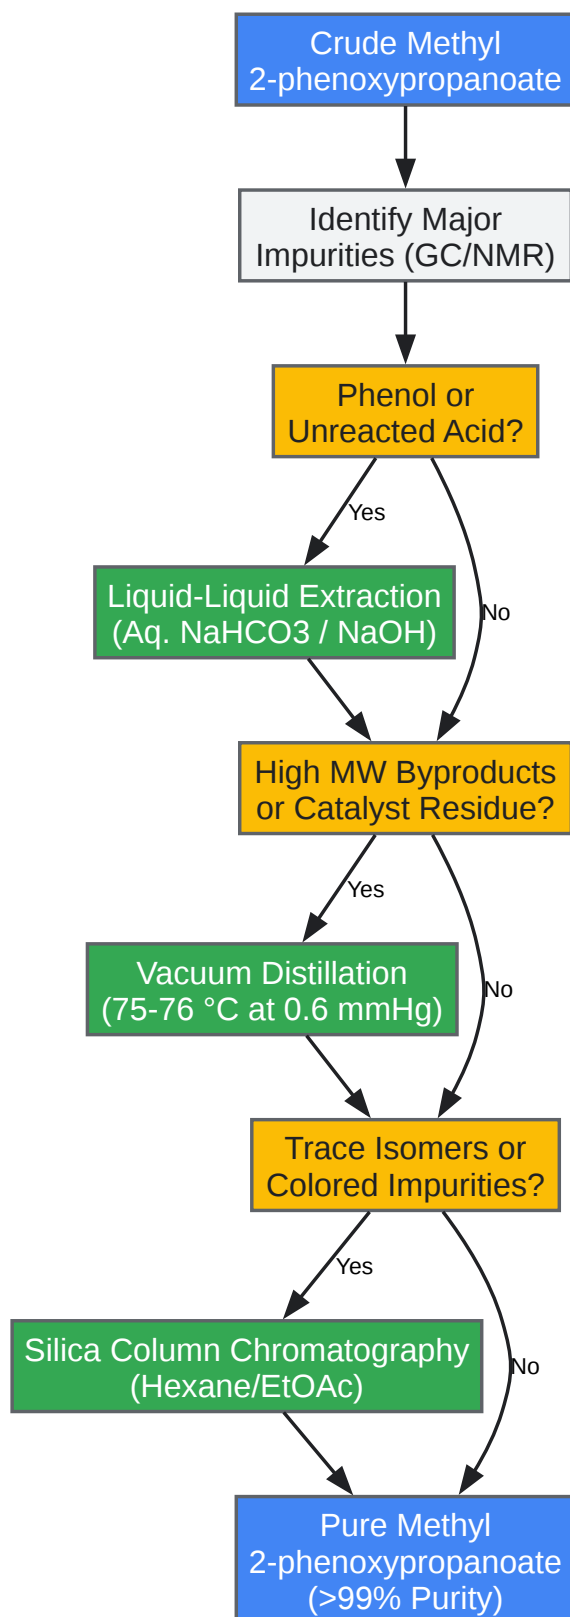 Crude Methyl
2-phenoxypropanoate
Identify Major
Impurities (GC/NMR)
Phenol or
Unreacted Acid?
Yes
Liquid-Liquid Extraction
(Aq. NaHCO3 / NaOH)
No
High MW Byproducts
or Catalyst Residue?
Yes
Vacuum Distillation
(75-76 °C at 0.6 mmHg)
No
Trace Isomers or
Colored Impurities?
Yes
Silica Column Chromatography
(Hexane/EtOAc)
No
Pure Methyl
2-phenoxypropanoate
(>99% Purity)